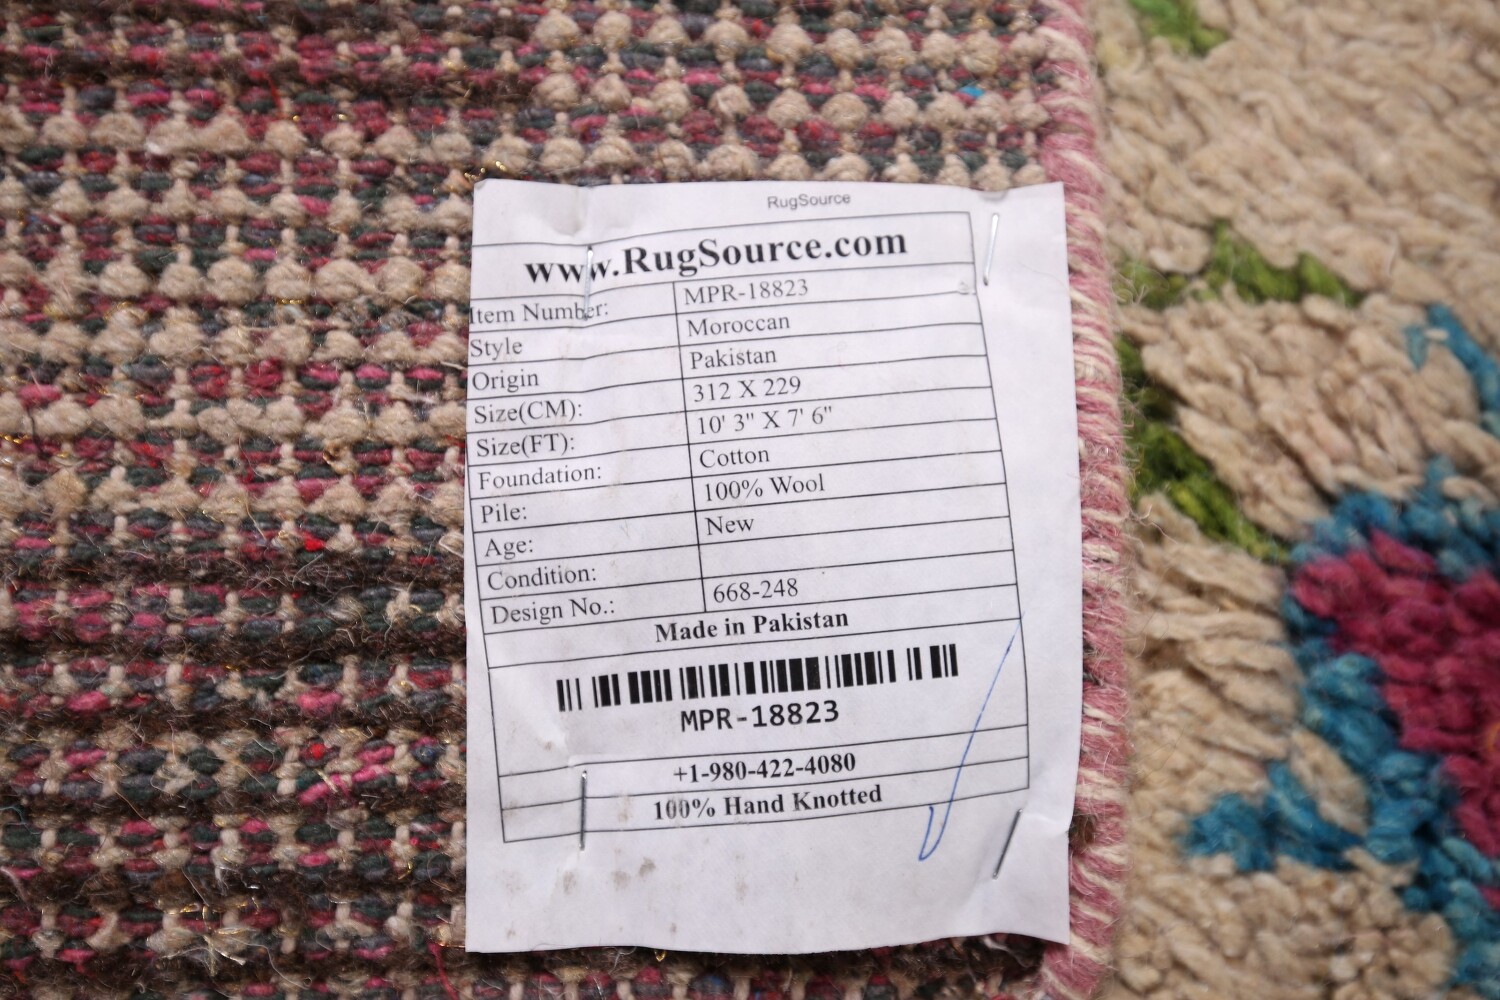 RugSource
www.RugSource.com
Item Number: MPR-18823
Style Moroccan
Origin Pakistan
Size(CM): 312 X 229
Size(FT): 10' 3" X 7' 6"
Foundation: Cotton
Pile: 100% Wool
Age: New
Condition:
Design No.: 668-248
Made in Pakistan
MPR-18823
+1-980-422-4080
100% Hand Knotted